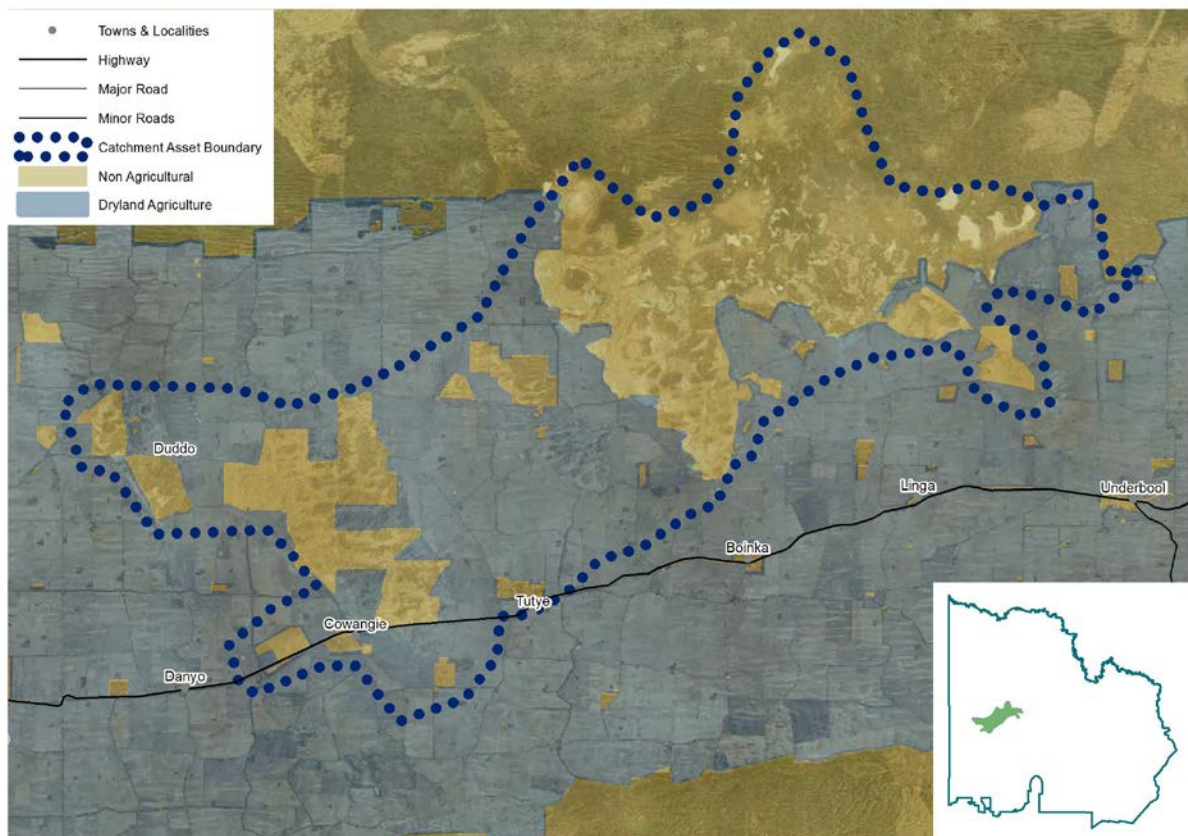 Towns & Localities
Highway
Major Road
Minor Roads
Catchment Asset Boundary
Non Agricultural
Dryland Agriculture
Duddo
Linga
Underbool
Boinka
Tutye
Cowangie
Danyo